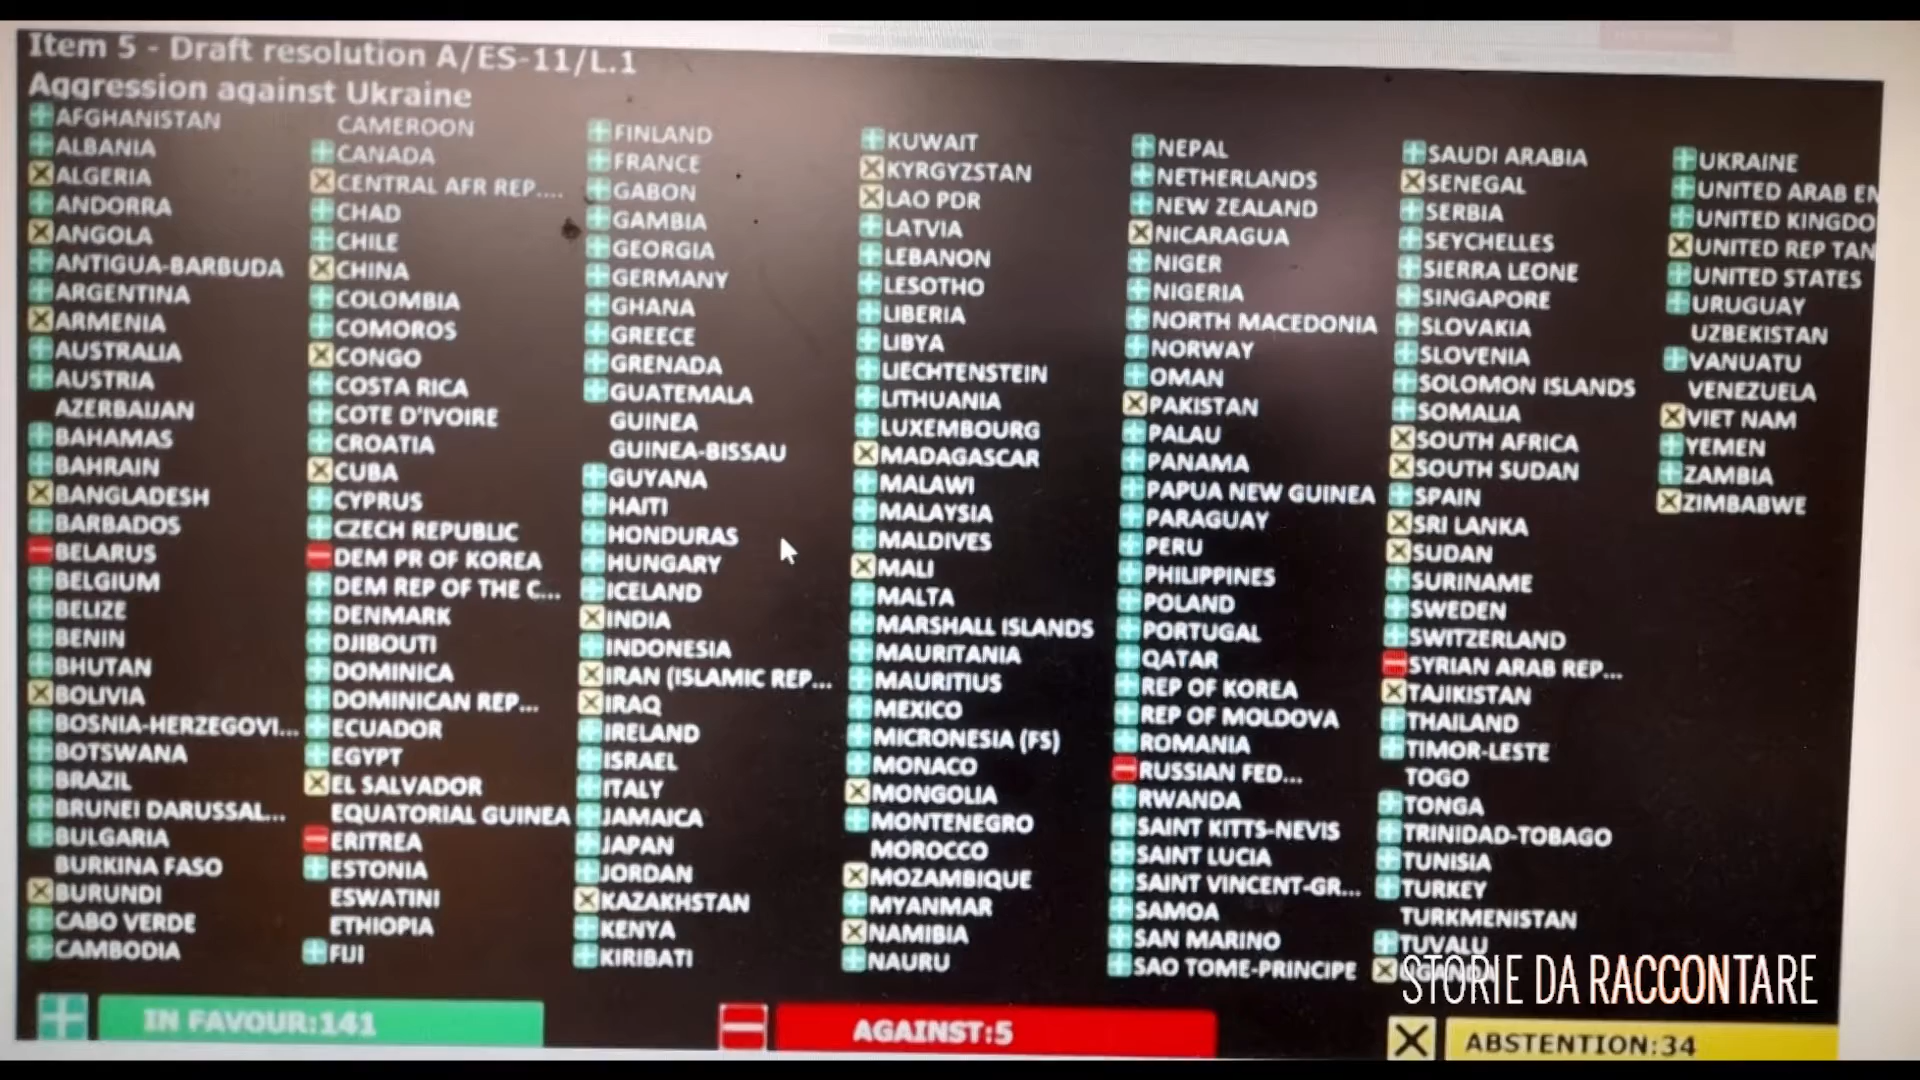 Item 5 - Draft resolution A/ES-11/L.1
Aggression against Ukraine
AFGHANISTAN
ALBANIA
ALGERIA
ANDORRA
ANGOLA
ANTIGUA-BARBUDA
ARGENTINA
ARMENIA
AUSTRALIA
AUSTRIA
AZERBAIJAN
BAHAMAS
BAHRAIN
BANGLADESH
BARBADOS
BELARUS
BELGIUM
BELIZE
BENIN
BHUTAN
BOLIVIA
BOSNIA-HERZEGOVI...
BOTSWANA
BRAZIL
BRUNEI DARUSSAL...
BULGARIA
BURKINA FASO
BURUNDI
CABO VERDE
CAMBODIA
CAMEROON
CANADA
CENTRAL AFR REP....
CHAD
CHILE
CHINA
COLOMBIA
COMOROS
CONGO
COSTA RICA
COTE D'IVOIRE
CROATIA
CUBA
CYPRUS
CZECH REPUBLIC
DEM PR OF KOREA
DEM REP OF THE C...
DENMARK
DJIBOUTI
DOMINICA
DOMINICAN REP...
ECUADOR
EGYPT
EL SALVADOR
EQUATORIAL GUINEA
ERITREA
ESTONIA
ESWATINI
ETHIOPIA
FIJI
FINLAND
FRANCE
GABON
GAMBIA
GEORGIA
GERMANY
GHANA
GREECE
GRENADA
GUATEMALA
GUINEA
GUINEA-BISSAU
GUYANA
HAITI
HONDURAS
HUNGARY
ICELAND
INDIA
INDONESIA
IRAN (ISLAMIC REP...
IRAQ
IRELAND
ISRAEL
ITALY
JAMAICA
JAPAN
JORDAN
KAZAKHSTAN
KENYA
KIRIBATI
KUWAIT
KYRGYZSTAN
LAO PDR
LATVIA
LEBANON
LESOTHO
LIBERIA
LIBYA
LIECHTENSTEIN
LITHUANIA
LUXEMBOURG
MADAGASCAR
MALAWI
MALAYSIA
MALDIVES
MALI
MALTA
MARSHALL ISLANDS
MAURITANIA
MAURITIUS
MEXICO
MICRONESIA (FS)
MONACO
MONGOLIA
MONTENEGRO
MOROCCO
MOZAMBIQUE
MYANMAR
NAMIBIA
NAURU
NEPAL
NETHERLANDS
NEW ZEALAND
NICARAGUA
NIGER
NIGERIA
NORTH MACEDONIA
NORWAY
OMAN
PAKISTAN
PALAU
PANAMA
PAPUA NEW GUINEA
PARAGUAY
PERU
PHILIPPINES
POLAND
PORTUGAL
QATAR
REP OF KOREA
REP OF MOLDOVA
ROMANIA
RUSSIAN FED...
RWANDA
SAINT KITTS-NEVIS
SAINT LUCIA
SAINT VINCENT-GR...
SAMOA
SAN MARINO
SAO TOME-PRINCIPE
SAUDI ARABIA
SENEGAL
SERBIA
SEYCHELLES
SIERRA LEONE
SINGAPORE
SLOVAKIA
SLOVENIA
SOLOMON ISLANDS
SOMALIA
SOUTH AFRICA
SOUTH SUDAN
SPAIN
SRI LANKA
SUDAN
SURINAME
SWEDEN
SWITZERLAND
SYRIAN ARAB REP...
TAJIKISTAN
THAILAND
TIMOR-LESTE
TOGO
TONGA
TRINIDAD-TOBAGO
TUNISIA
TURKEY
TURKMENISTAN
TUVALU
UKRAINE
UNITED ARAB EN
UNITED KINGDO
UNITED REP TAN
UNITED STATES
URUGUAY
UZBEKISTAN
VANUATU
VENEZUELA
VIET NAM
YEMEN
ZAMBIA
ZIMBABWE
STORIE DA RACCONTARE
IN FAVOUR:141
AGAINST:5
ABSTENTION:34